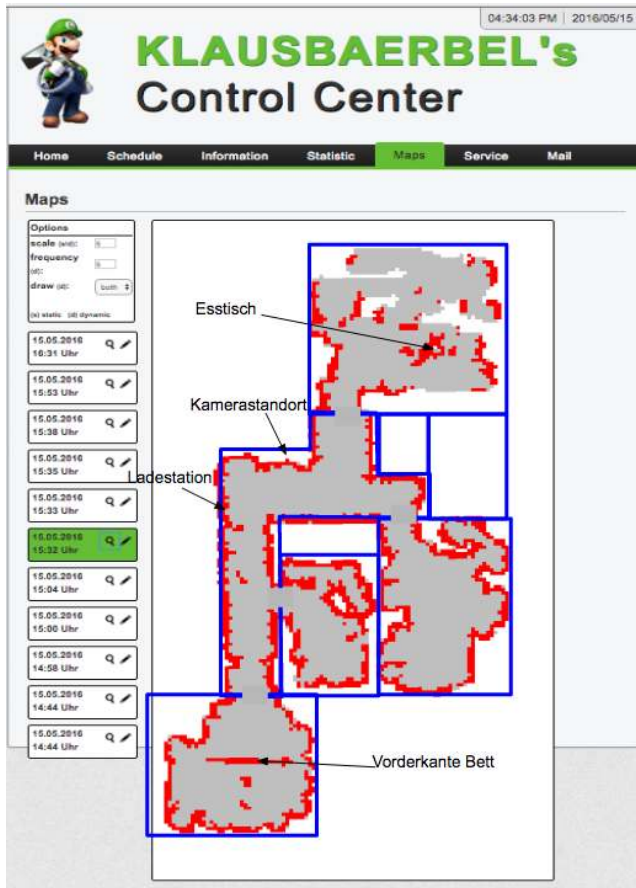 04:34:03 PM | 2016/05/15
KLAUSBAERBEL's
Control Center
Home Schedule Information Statistic Maps Service Mail
Maps
Options
scale (s/d):
frequency
(d):
draw (d): both
(s) static (d) dynamic
15.05.2016
16:31 Uhr
15.05.2016
15:53 Uhr
15.05.2016
15:38 Uhr
15.05.2016
15:35 Uhr
15.05.2016
15:33 Uhr
15.05.2016
15:32 Uhr
15.05.2016
15:04 Uhr
15.05.2016
15:00 Uhr
15.05.2016
14:58 Uhr
15.05.2016
14:44 Uhr
15.05.2016
14:44 Uhr
Esstisch
Kamerastandort
Ladestation
Vorderkante Bett